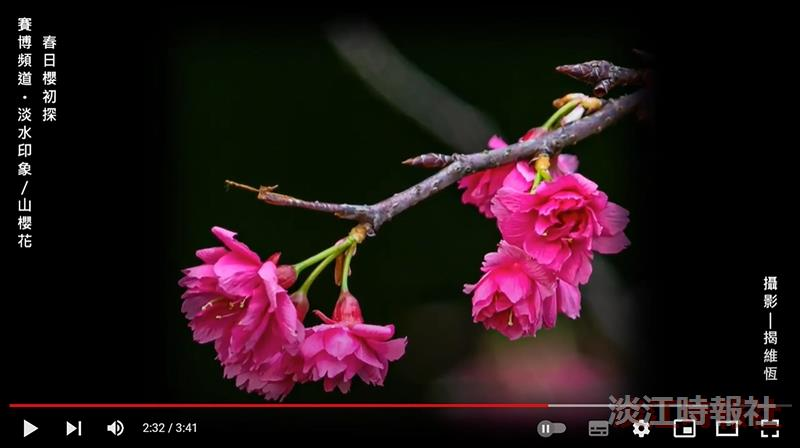 春日櫻初探
賽博頻道・淡水印象/山櫻花
攝影—揭維恆
2:32 / 3:41
淡江時報社